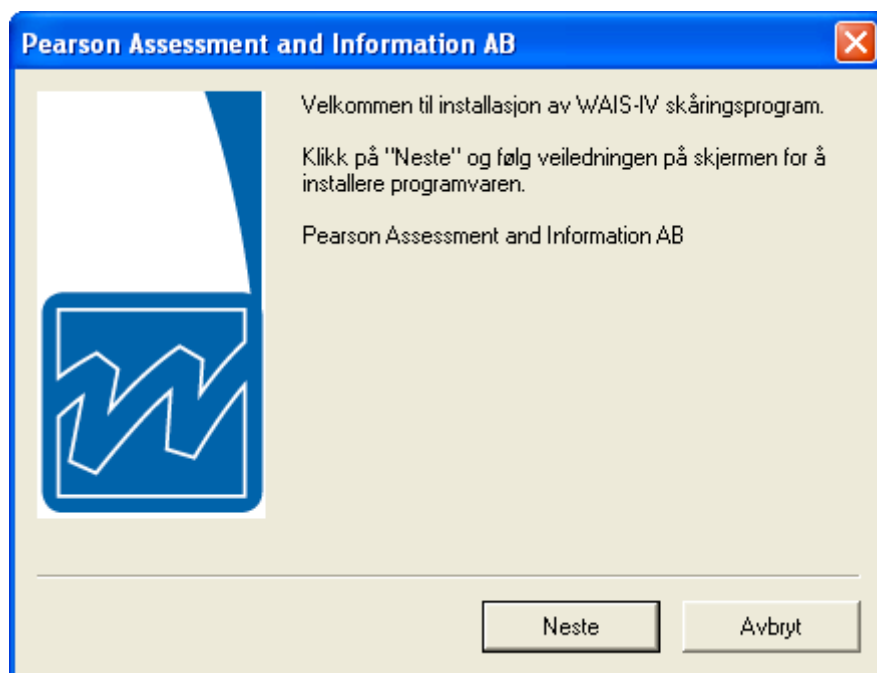 Pearson Assessment and Information AB
Velkommen til installasjon av WAIS-IV skåringsprogram.
Klikk på "Neste" og følg veiledningen på skjermen for å
installere programvaren.
Pearson Assessment and Information AB
Neste
Avbryt